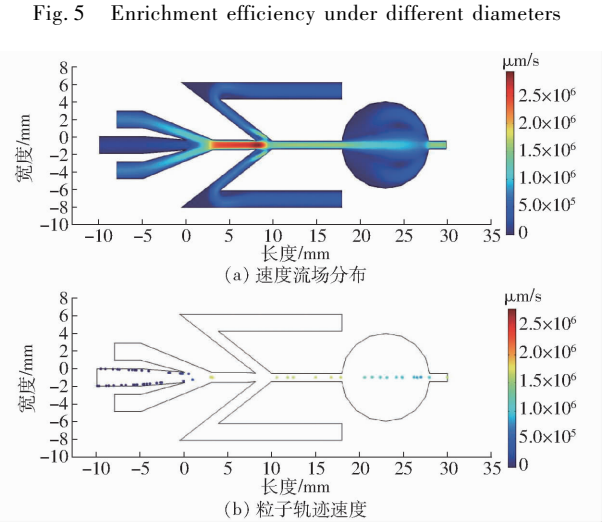 Fig. 5 Enrichment efficiency under different diameters
μm/s
8
6
4
2
0
−2
−4
−6
−8
−10
宽度/mm
2.5×10⁶
2.0×10⁶
1.5×10⁶
1.0×10⁶
5.0×10⁵
0
−10 −5 0 5 10 15 20 25 30 35
长度/mm
(a) 速度流场分布
μm/s
8
6
4
2
0
−2
−4
−6
−8
−10
宽度/mm
2.5×10⁶
2.0×10⁶
1.5×10⁶
1.0×10⁶
5.0×10⁵
0
−10 −5 0 5 10 15 20 25 30 35
长度/mm
(b) 粒子轨迹速度